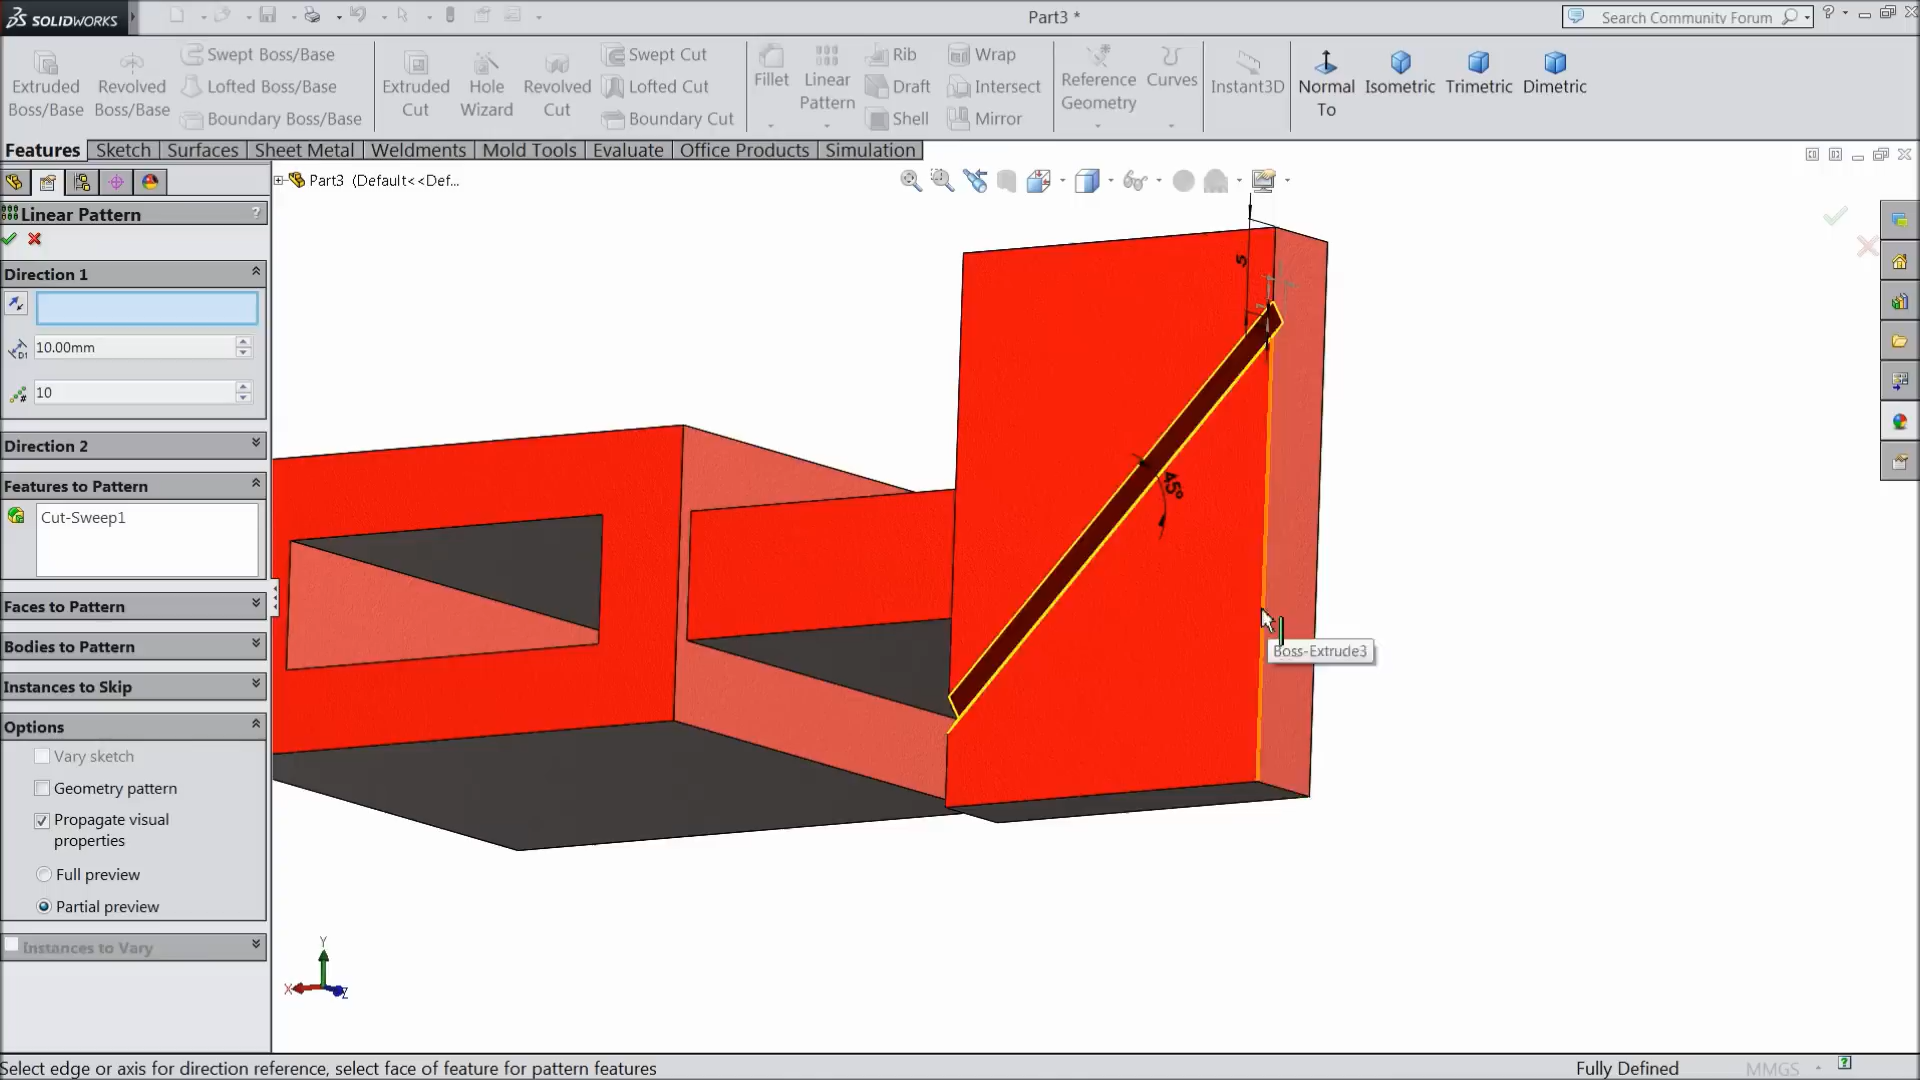 SOLIDWORKS
Part3 *
Search Community Forum
Extruded Boss/Base
Revolved Boss/Base
Swept Boss/Base
Lofted Boss/Base
Boundary Boss/Base
Extruded Cut
Hole Wizard
Revolved Cut
Swept Cut
Lofted Cut
Boundary Cut
Fillet
Linear Pattern
Rib
Draft
Shell
Wrap
Intersect
Mirror
Reference Geometry
Curves
Instant3D
Normal To
Isometric
Trimetric
Dimetric
Features
Sketch
Surfaces
Sheet Metal
Weldments
Mold Tools
Evaluate
Office Products
Simulation
Part3 (Default<<Def...
Linear Pattern
?
Direction 1
10.00mm
10
Direction 2
Features to Pattern
Cut-Sweep1
Faces to Pattern
Bodies to Pattern
Instances to Skip
Options
Vary sketch
Geometry pattern
Propagate visual
properties
Full preview
Partial preview
Instances to Vary
5
45°
Boss-Extrude3
Y
X
Z
Select edge or axis for direction reference, select face of feature for pattern features
Fully Defined
MMGS